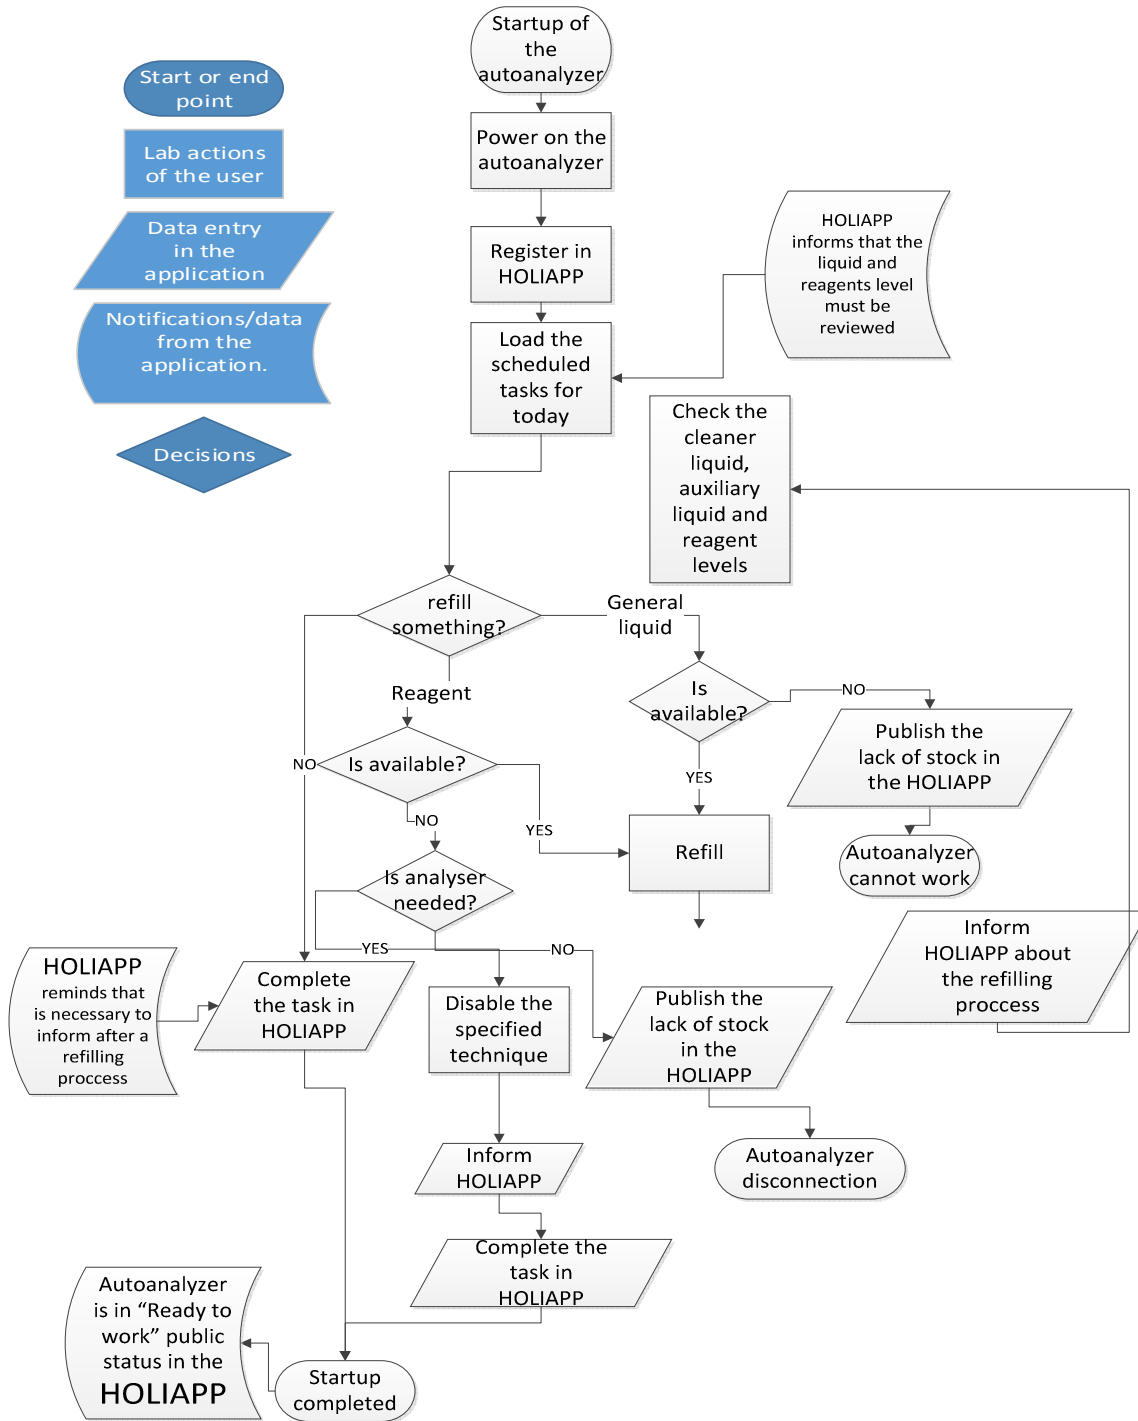 Startup of
the
autoanalyzer
Start or end
point
Power on the
autoanalyzer
Lab actions
of the user
Data entry
in the
application
Register in
HOLIAPP
HOLIAPP
informs that the
liquid and
reagents level
must be
reviewed
Notifications/data
from the
application.
Load the
scheduled
tasks for
today
Decisions
Check the
cleaner
liquid,
auxiliary
liquid and
reagent
levels
refill
something?
General
liquid
Reagent
Is
available?
NO
Publish the
lack of stock in
the HOLIAPP
NO
Is available?
YES
NO
YES
Refill
Autoanalyzer
cannot work
Is analyser
needed?
YES
NO
Inform
HOLIAPP about
the refilling
proccess
HOLIAPP
reminds that
is necessary to
inform after a
refilling
proccess
Complete
the task in
HOLIAPP
Disable the
specified
technique
Publish the
lack of stock
in the
HOLIAPP
Inform
HOLIAPP
Autoanalyzer
disconnection
Complete the
task in
HOLIAPP
Autoanalyzer
is in “Ready to
work” public
status in the
HOLIAPP
Startup
completed